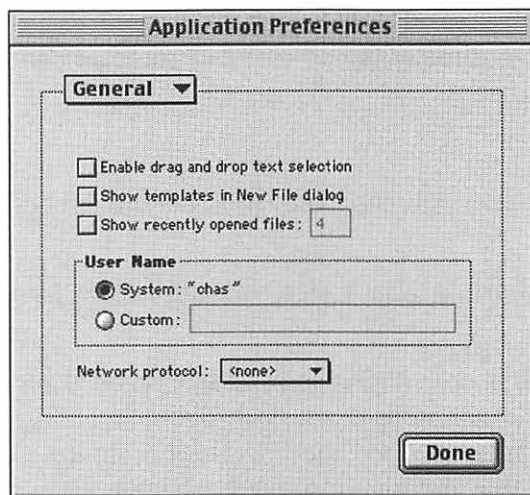 Application Preferences
General
Enable drag and drop text selection
Show templates in New File dialog
Show recently opened files: 4
User Name
System: "chas"
Custom:
Network protocol: <none>
Done